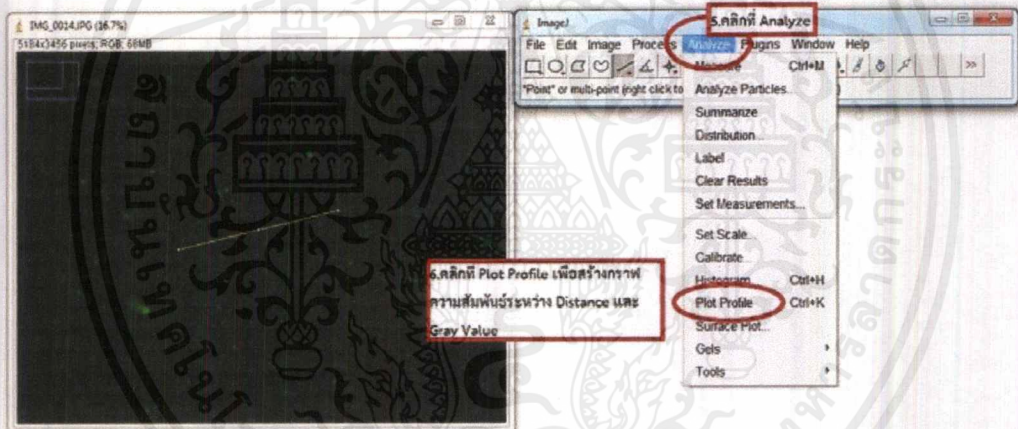 IMG_0014.JPG (16.7%)
5184x3456 pixels; RGB; 68MB
ImageJ
5.คลิกที่ Analyze
File Edit Image Process Analyze Plugins Window Help
"Point" or multi-point (right click to
Measure Ctrl+M
Analyze Particles...
Summarize
Distribution...
Label
Clear Results
Set Measurements...
Set Scale...
Calibrate...
Histogram Ctrl+H
Plot Profile Ctrl+K
Surface Plot...
Gels
Tools
6.คลิกที่ Plot Profile เพื่อสร้างกราฟ
ความสัมพันธ์ระหว่าง Distance และ
Gray Value